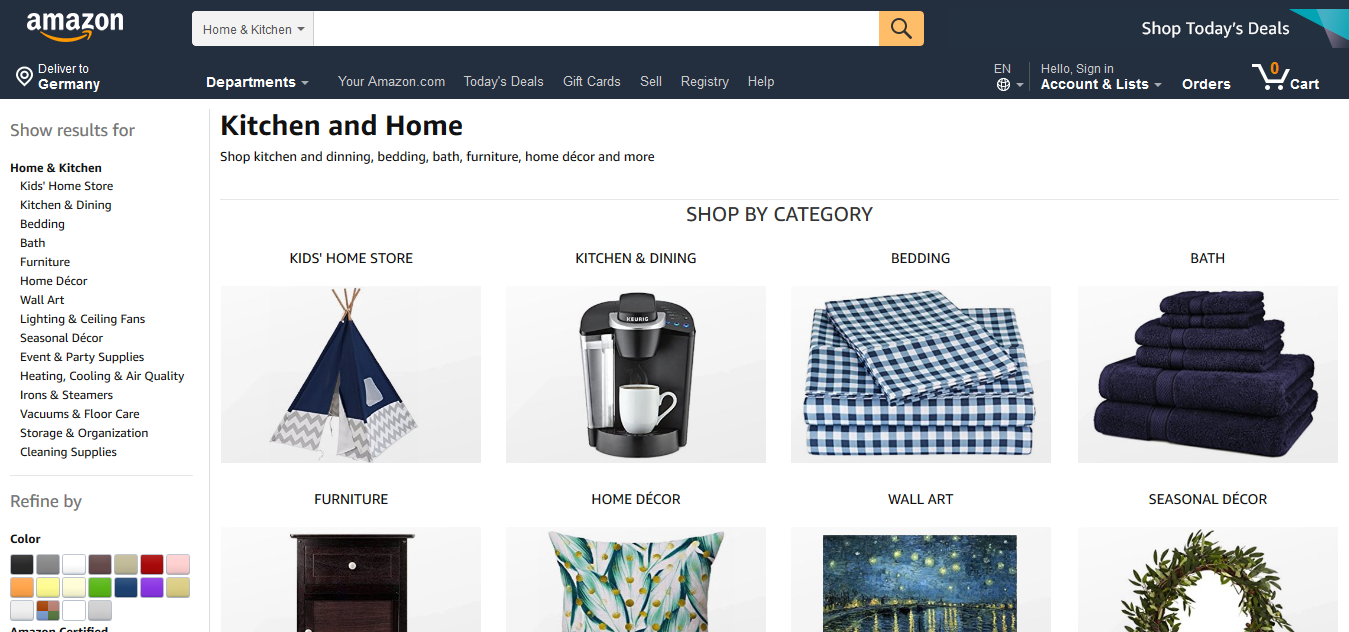 amazon
Home & Kitchen
Shop Today's Deals
Deliver to
Germany
Departments
Your Amazon.com
Today's Deals
Gift Cards
Sell
Registry
Help
EN
Hello, Sign in
Account & Lists
Orders
0
Cart
Show results for
Home & Kitchen
Kids' Home Store
Kitchen & Dining
Bedding
Bath
Furniture
Home Décor
Wall Art
Lighting & Ceiling Fans
Seasonal Décor
Event & Party Supplies
Heating, Cooling & Air Quality
Irons & Steamers
Vacuums & Floor Care
Storage & Organization
Cleaning Supplies
Refine by
Color
Amazon Certified
Kitchen and Home
Shop kitchen and dinning, bedding, bath, furniture, home décor and more
SHOP BY CATEGORY
KIDS' HOME STORE
KITCHEN & DINING
BEDDING
BATH
KEURIG
FURNITURE
HOME DÉCOR
WALL ART
SEASONAL DÉCOR